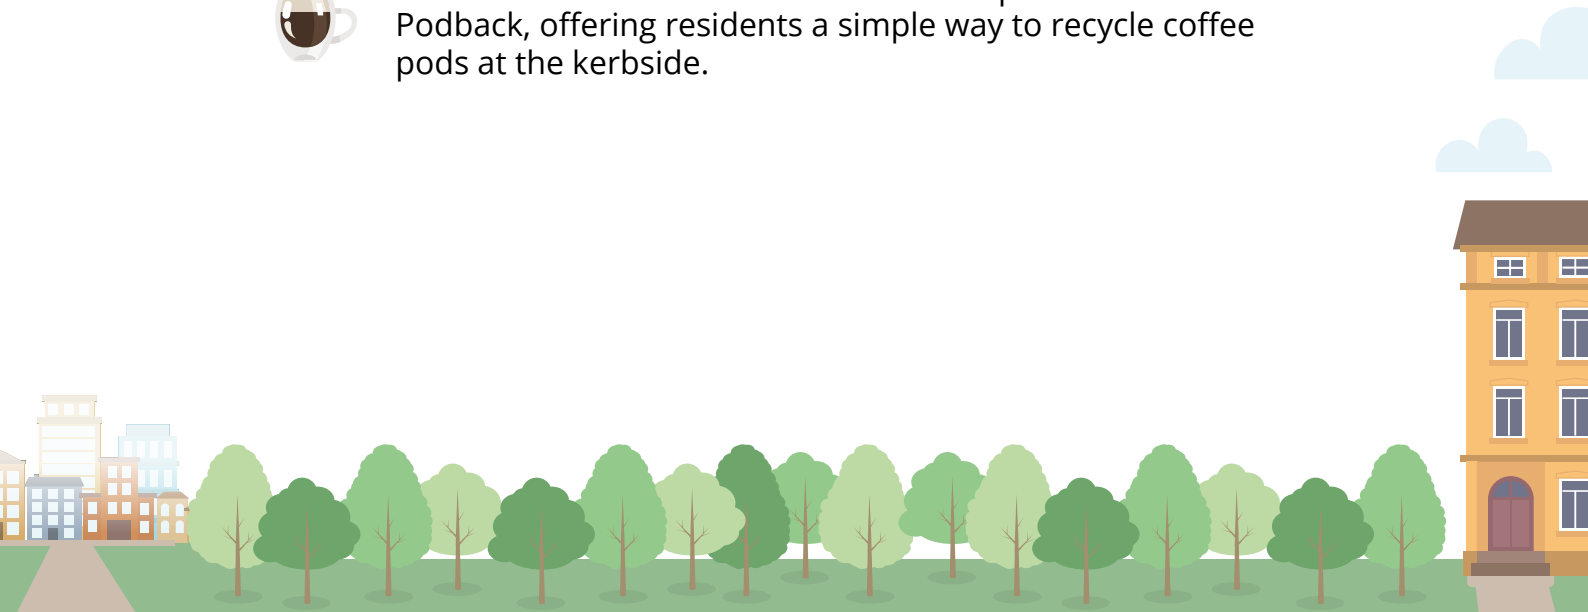 Podback, offering residents a simple way to recycle coffee
pods at the kerbside.